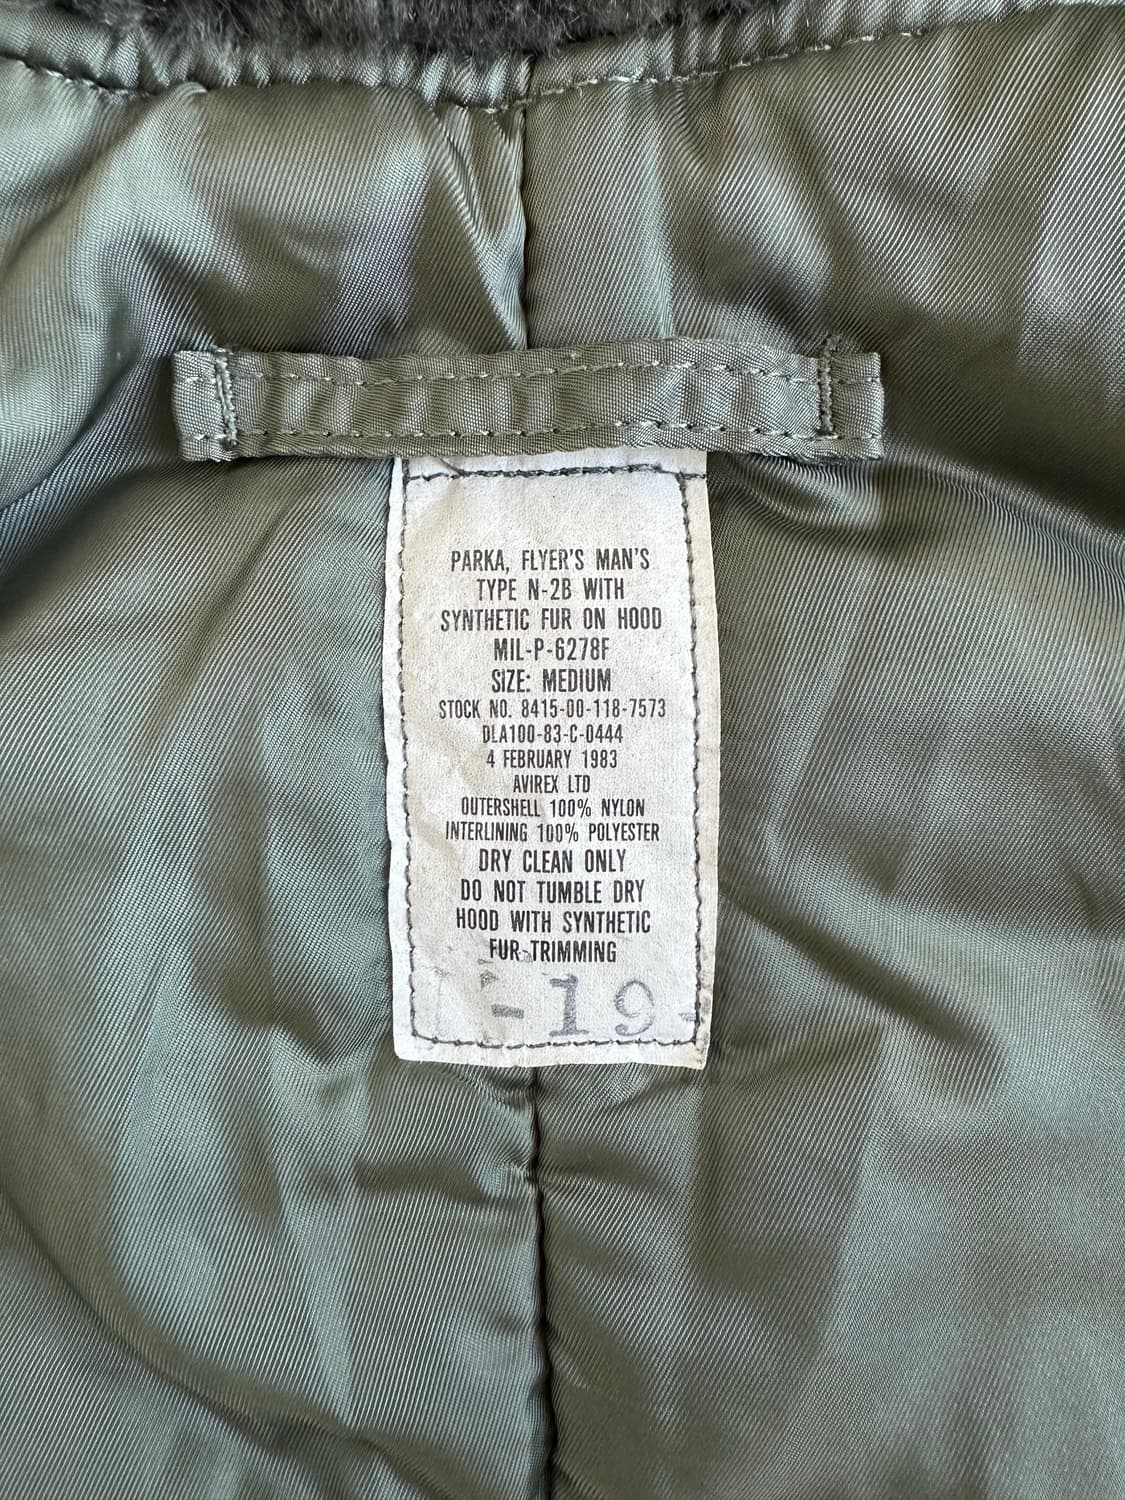 PARKA, FLYER'S MAN'S
TYPE N-2B WITH
SYNTHETIC FUR ON HOOD
MIL-P-6278F
SIZE: MEDIUM
STOCK NO. 8415-00-118-7573
DLA100-83-C-0444
4 FEBRUARY 1983
AVIREX LTD
OUTERSHELL 100% NYLON
INTERLINING 100% POLYESTER
DRY CLEAN ONLY
DO NOT TUMBLE DRY
HOOD WITH SYNTHETIC
FUR-TRIMMING
-19-